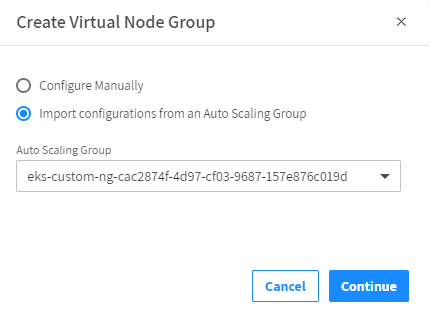 Create Virtual Node Group
Configure Manually
Import configurations from an Auto Scaling Group
Auto Scaling Group
eks-custom-ng-cac2874f-4d97-cf03-9687-157e876c019d
Cancel
Continue